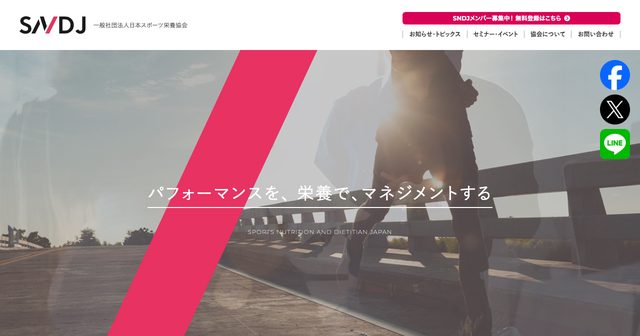 SNDJ 一般社団法人日本スポーツ栄養協会
SNDJメンバー募集中！無料登録はこちら
お知らせ・トピックス セミナー・イベント 協会について お問い合わせ
LINE
パフォーマンスを、栄養で、マネジメントする
SPORTS NUTRITION AND DIETITIAN JAPAN